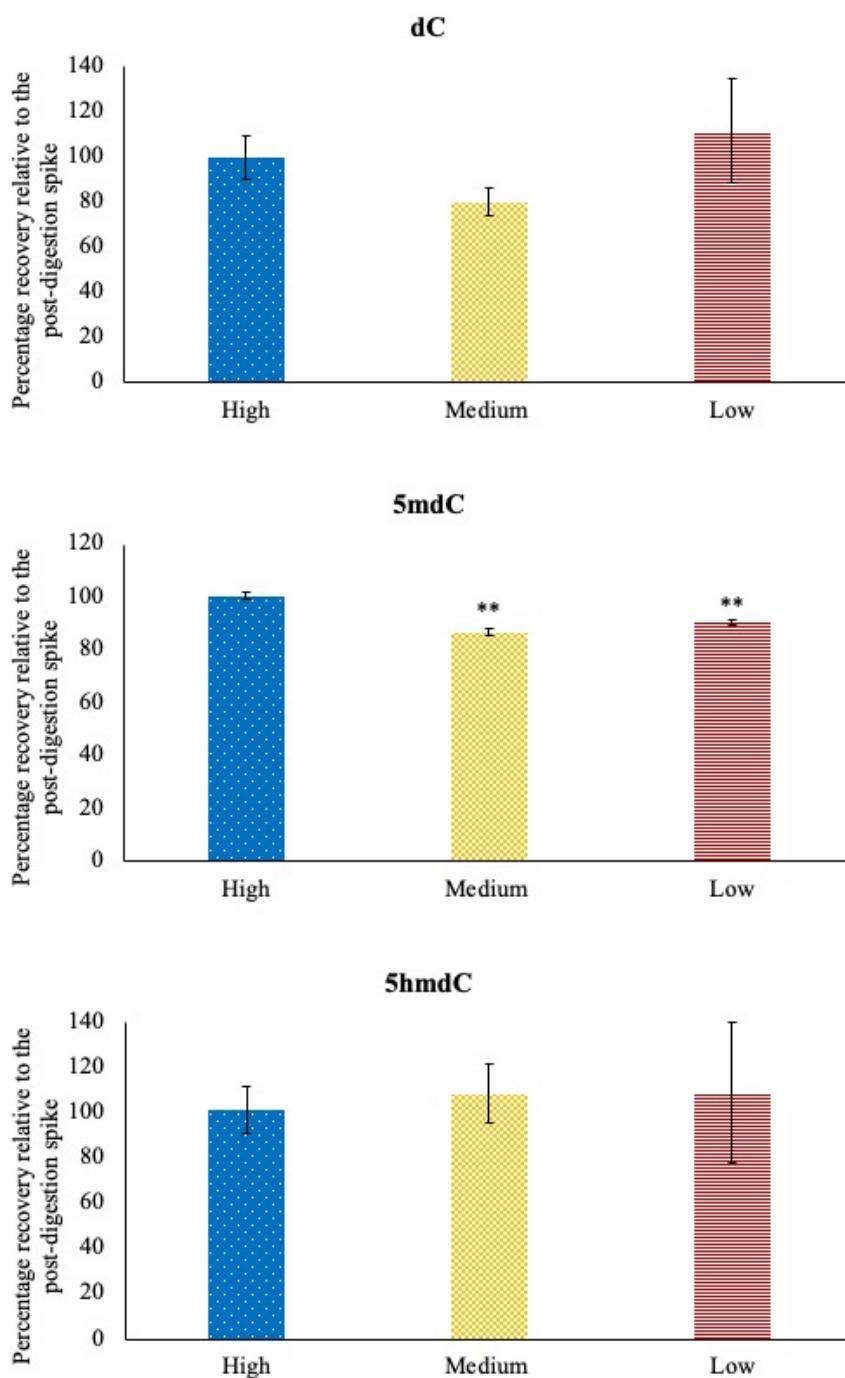 dC
Percentage recovery relative to the
post-digestion spike
140
120
100
80
60
40
20
0
High Medium Low
5mdC
Percentage recovery relative to the
post-digestion spike
120
100
80
60
40
20
0
**
**
High Medium Low
5hmdC
Percentage recovery relative to the
post-digestion spike
140
120
100
80
60
40
20
0
High Medium Low